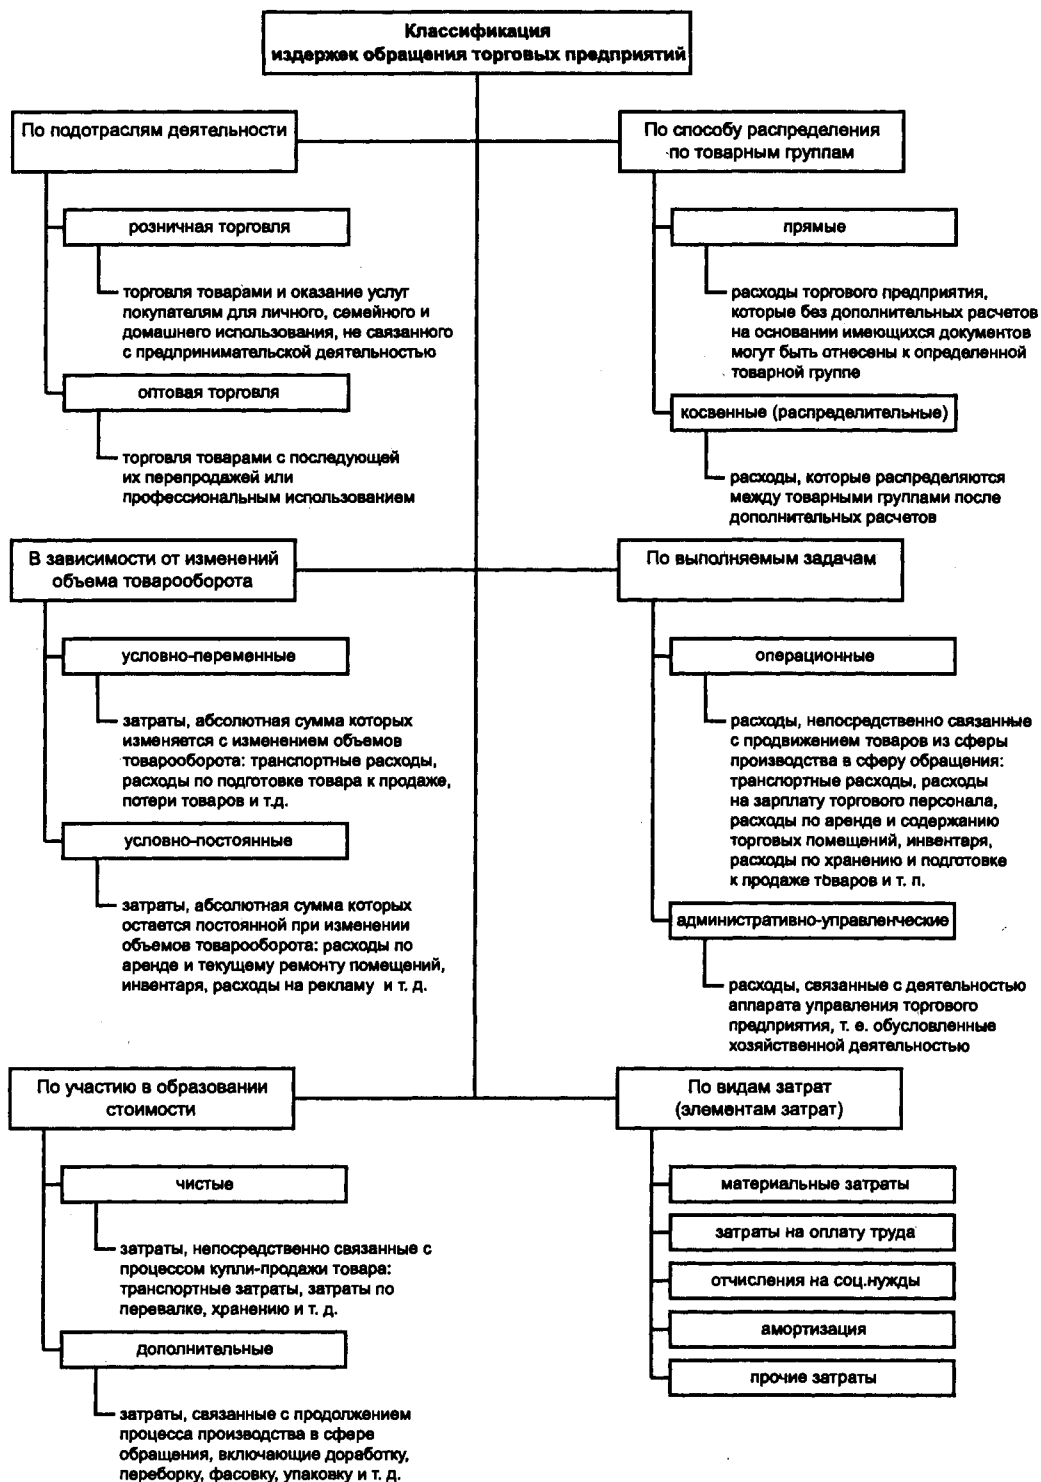 Классификация
издержек обращения торговых предприятий
По подотраслям деятельности
розничная торговля
торговля товарами и оказание услуг
покупателям для личного, семейного и
домашнего использования, не связанного
с предпринимательской деятельностью
оптовая торговля
торговля товарами с последующей
их перепродажей или
профессиональным использованием
По способу распределения
по товарным группам
прямые
расходы торгового предприятия,
которые без дополнительных расчетов
на основании имеющихся документов
могут быть отнесены к определенной
товарной группе
косвенные (распределительные)
расходы, которые распределяются
между товарными группами после
дополнительных расчетов
В зависимости от изменений
объема товарооборота
условно-переменные
затраты, абсолютная сумма которых
изменяется с изменением объемов
товарооборота: транспортные расходы,
расходы по подготовке товара к продаже,
потери товаров и т.д.
условно-постоянные
затраты, абсолютная сумма которых
остается постоянной при изменении
объемов товарооборота: расходы по
аренде и текущему ремонту помещений,
инвентаря, расходы на рекламу и т. д.
По выполняемым задачам
операционные
расходы, непосредственно связанные
с продвижением товаров из сферы
производства в сферу обращения:
транспортные расходы, расходы
на зарплату торгового персонала,
расходы по аренде и содержанию
торговых помещений, инвентаря,
расходы по хранению и подготовке
к продаже товаров и т. п.
административно-управленческие
расходы, связанные с деятельностью
аппарата управления торгового
предприятия, т. е. обусловленные
хозяйственной деятельностью
По участию в образовании
стоимости
чистые
затраты, непосредственно связанные с
процессом купли-продажи товара:
транспортные затраты, затраты по
перевалке, хранению и т. д.
дополнительные
затраты, связанные с продолжением
процесса производства в сфере
обращения, включающие доработку,
переборку, фасовку, упаковку и т. д.
По видам затрат
(элементам затрат)
материальные затраты
затраты на оплату труда
отчисления на соц.нужды
амортизация
прочие затраты